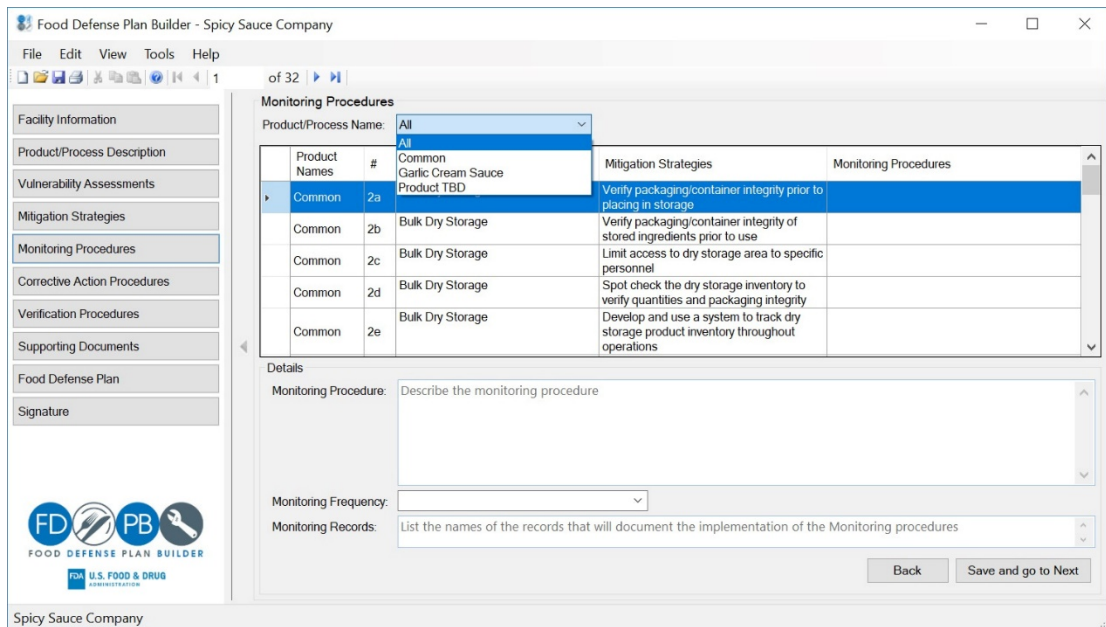 Food Defense Plan Builder - Spicy Sauce Company
File Edit View Tools Help
1 of 32
Facility Information
Product/Process Description
Vulnerability Assessments
Mitigation Strategies
Monitoring Procedures
Corrective Action Procedures
Verification Procedures
Supporting Documents
Food Defense Plan
Signature
FD PB
FOOD DEFENSE PLAN BUILDER
FDA U.S. FOOD & DRUG
ADMINISTRATION
Monitoring Procedures
Product/Process Name: All
All
Common
Garlic Cream Sauce
Product TBD
Product Names # Mitigation Strategies Monitoring Procedures
Common 2a Verify packaging/container integrity prior to
placing in storage
Common 2b Bulk Dry Storage Verify packaging/container integrity of
stored ingredients prior to use
Common 2c Bulk Dry Storage Limit access to dry storage area to specific
personnel
Common 2d Bulk Dry Storage Spot check the dry storage inventory to
verify quantities and packaging integrity
Common 2e Bulk Dry Storage Develop and use a system to track dry
storage product inventory throughout
operations
Details
Monitoring Procedure: Describe the monitoring procedure
Monitoring Frequency:
Monitoring Records: List the names of the records that will document the implementation of the Monitoring procedures
Back Save and go to Next
Spicy Sauce Company